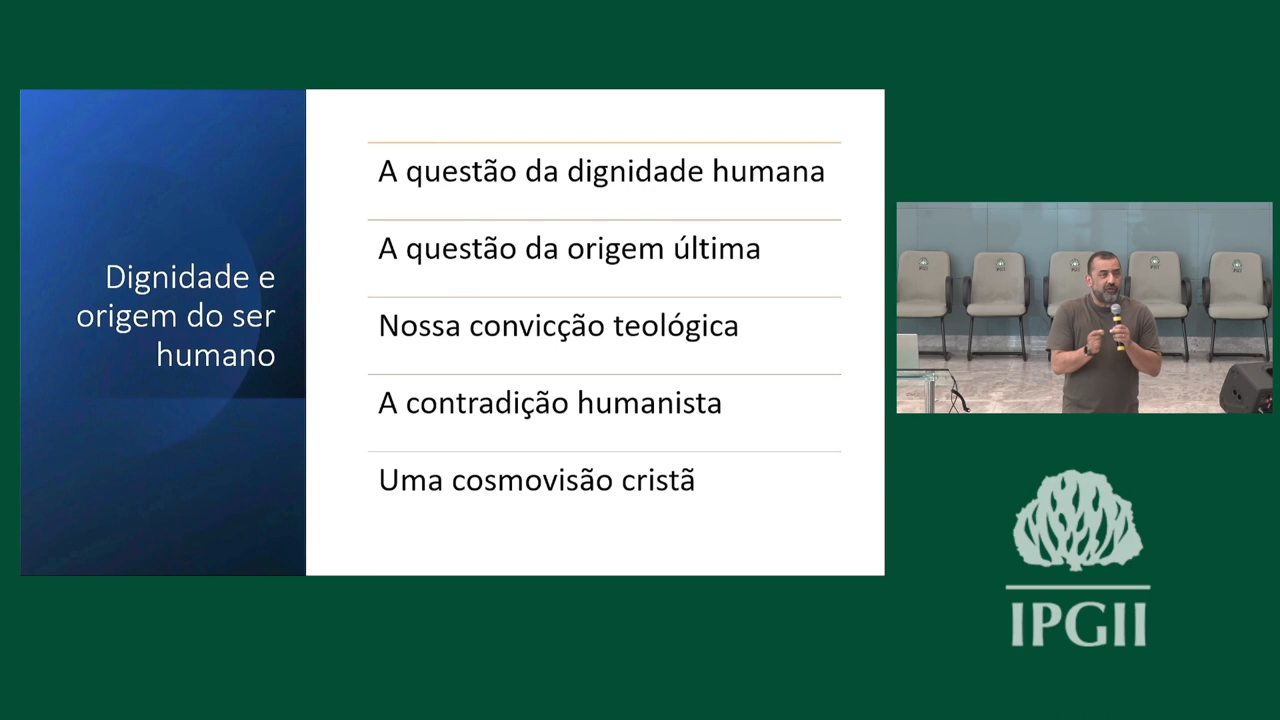 Dignidade e
origem do ser
humano
A questão da dignidade humana
A questão da origem última
Nossa convicção teológica
A contradição humanista
Uma cosmovisão cristã
IPGII